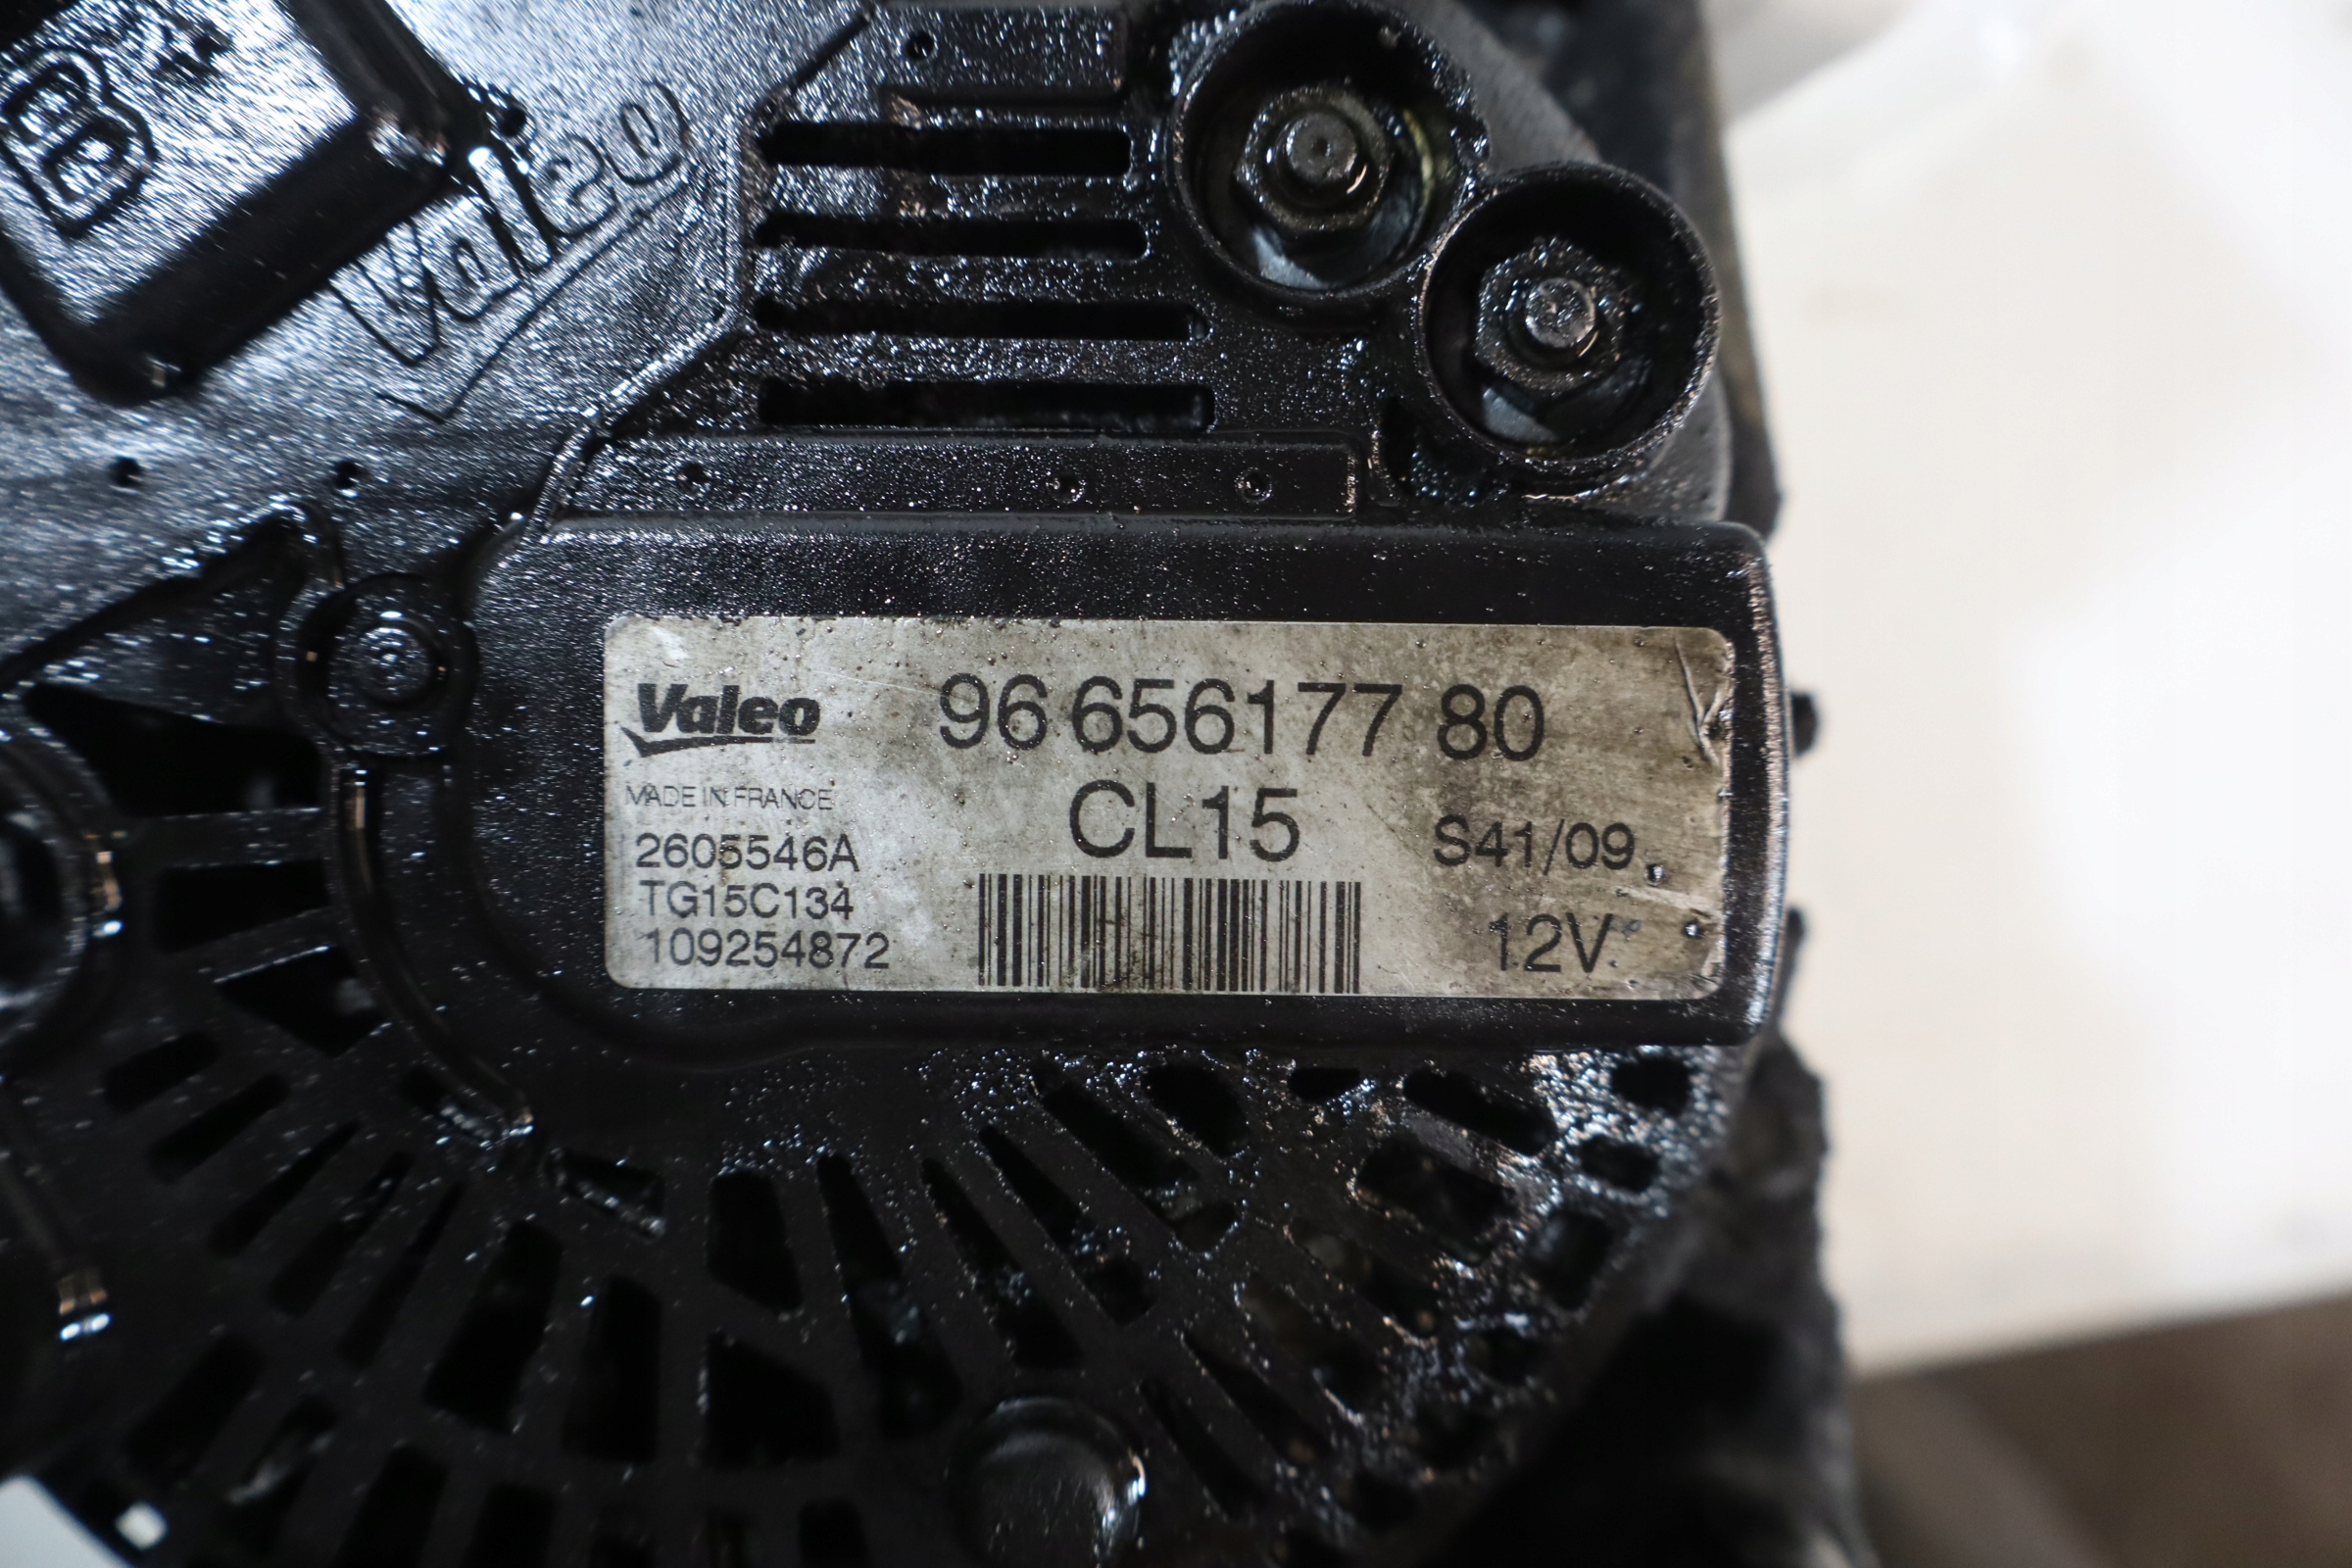 B+
Valeo
Valeo
96 656177 80
MADE IN FRANCE
CL15
2605546A
S41/09
TG15C134
109254872
12V